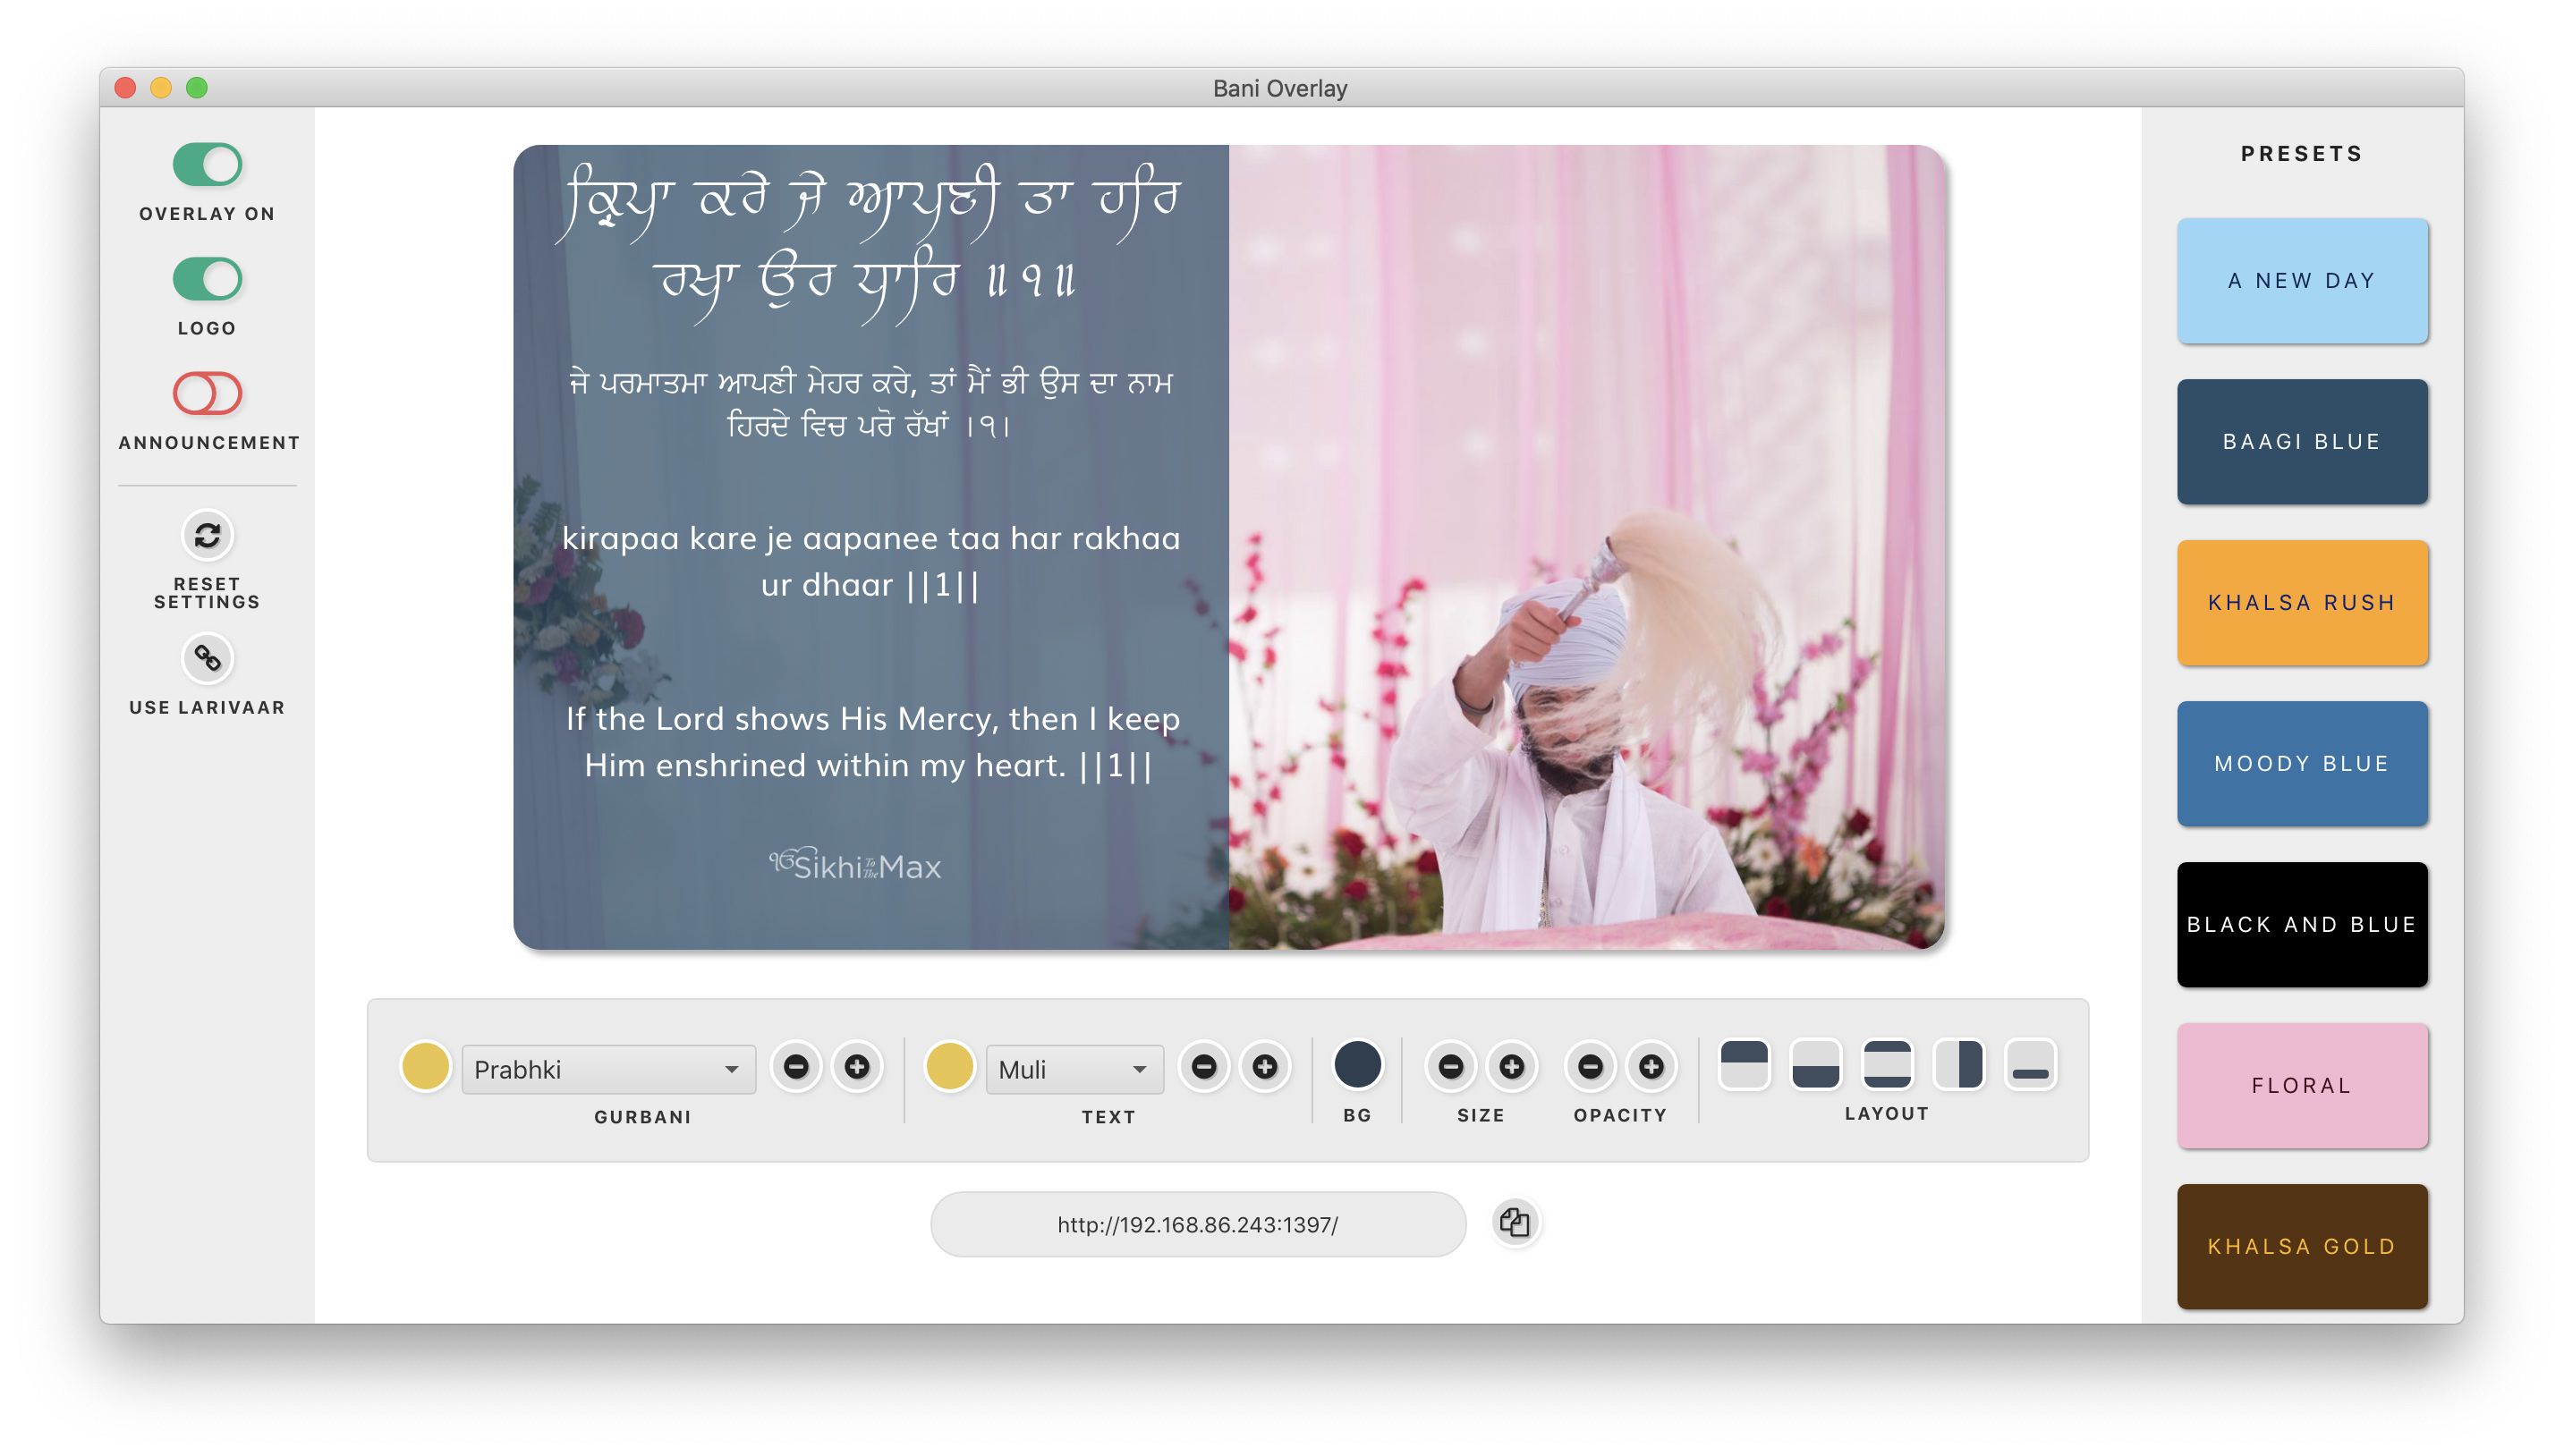 Bani Overlay
OVERLAY ON
LOGO
ANNOUNCEMENT
RESET
SETTINGS
USE LARIVAAR
ਕ੍ਰਿਪਾ ਕਰੇ ਜੇ ਆਪਣੀ ਤਾ ਹਰਿ
ਰਖਾ ਉਰ ਧਾਰਿ ॥੧॥
ਜੇ ਪਰਮਾਤਮਾ ਆਪਣੀ ਮੇਹਰ ਕਰੇ, ਤਾਂ ਮੈਂ ਭੀ ਉਸ ਦਾ ਨਾਮ
ਹਿਰਦੇ ਵਿਚ ਪਰੋ ਰੱਖਾਂ ।੧।
kirapaa kare je aapanee taa har rakhaa
ur dhaar ||1||
If the Lord shows His Mercy, then I keep
Him enshrined within my heart. ||1||
ੴSikhi To The Max
Prabhki
GURBANI
Muli
TEXT
BG
SIZE
OPACITY
LAYOUT
http://192.168.86.243:1397/
PRESETS
A NEW DAY
BAAGI BLUE
KHALSA RUSH
MOODY BLUE
BLACK AND BLUE
FLORAL
KHALSA GOLD